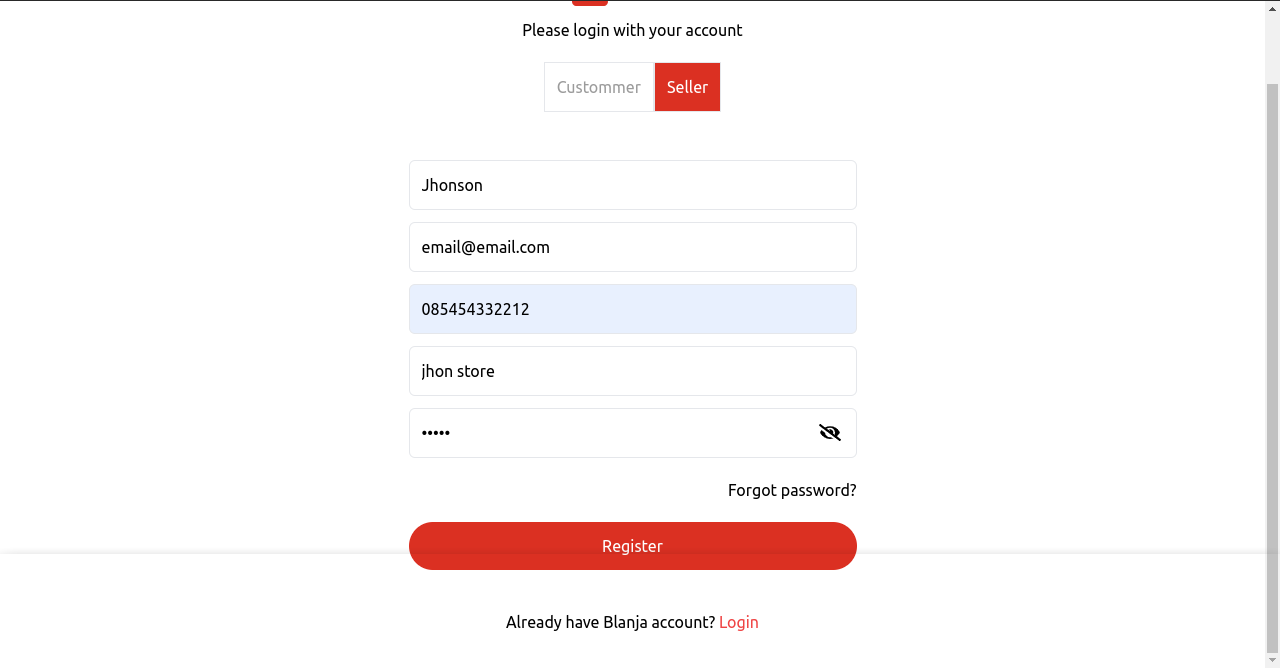 Please login with your account
Custommer Seller
Jhonson
email@email.com
085454332212
jhon store
•••••
Forgot password?
Register
Already have Blanja account? Login